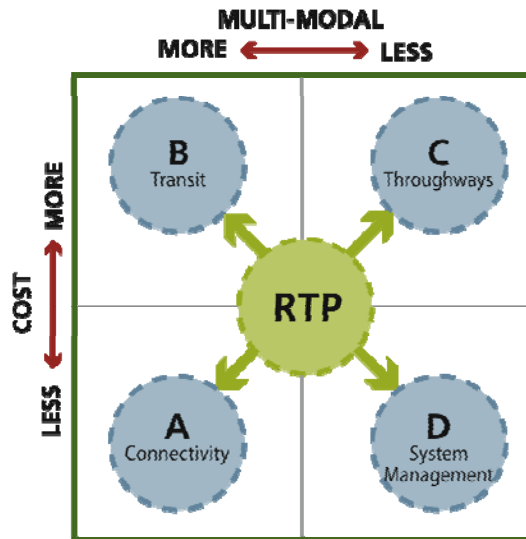 MULTI-MODAL
MORE LESS
B
Transit
C
Throughways
MORE
COST
LESS
RTP
A
Connectivity
D
System
Management